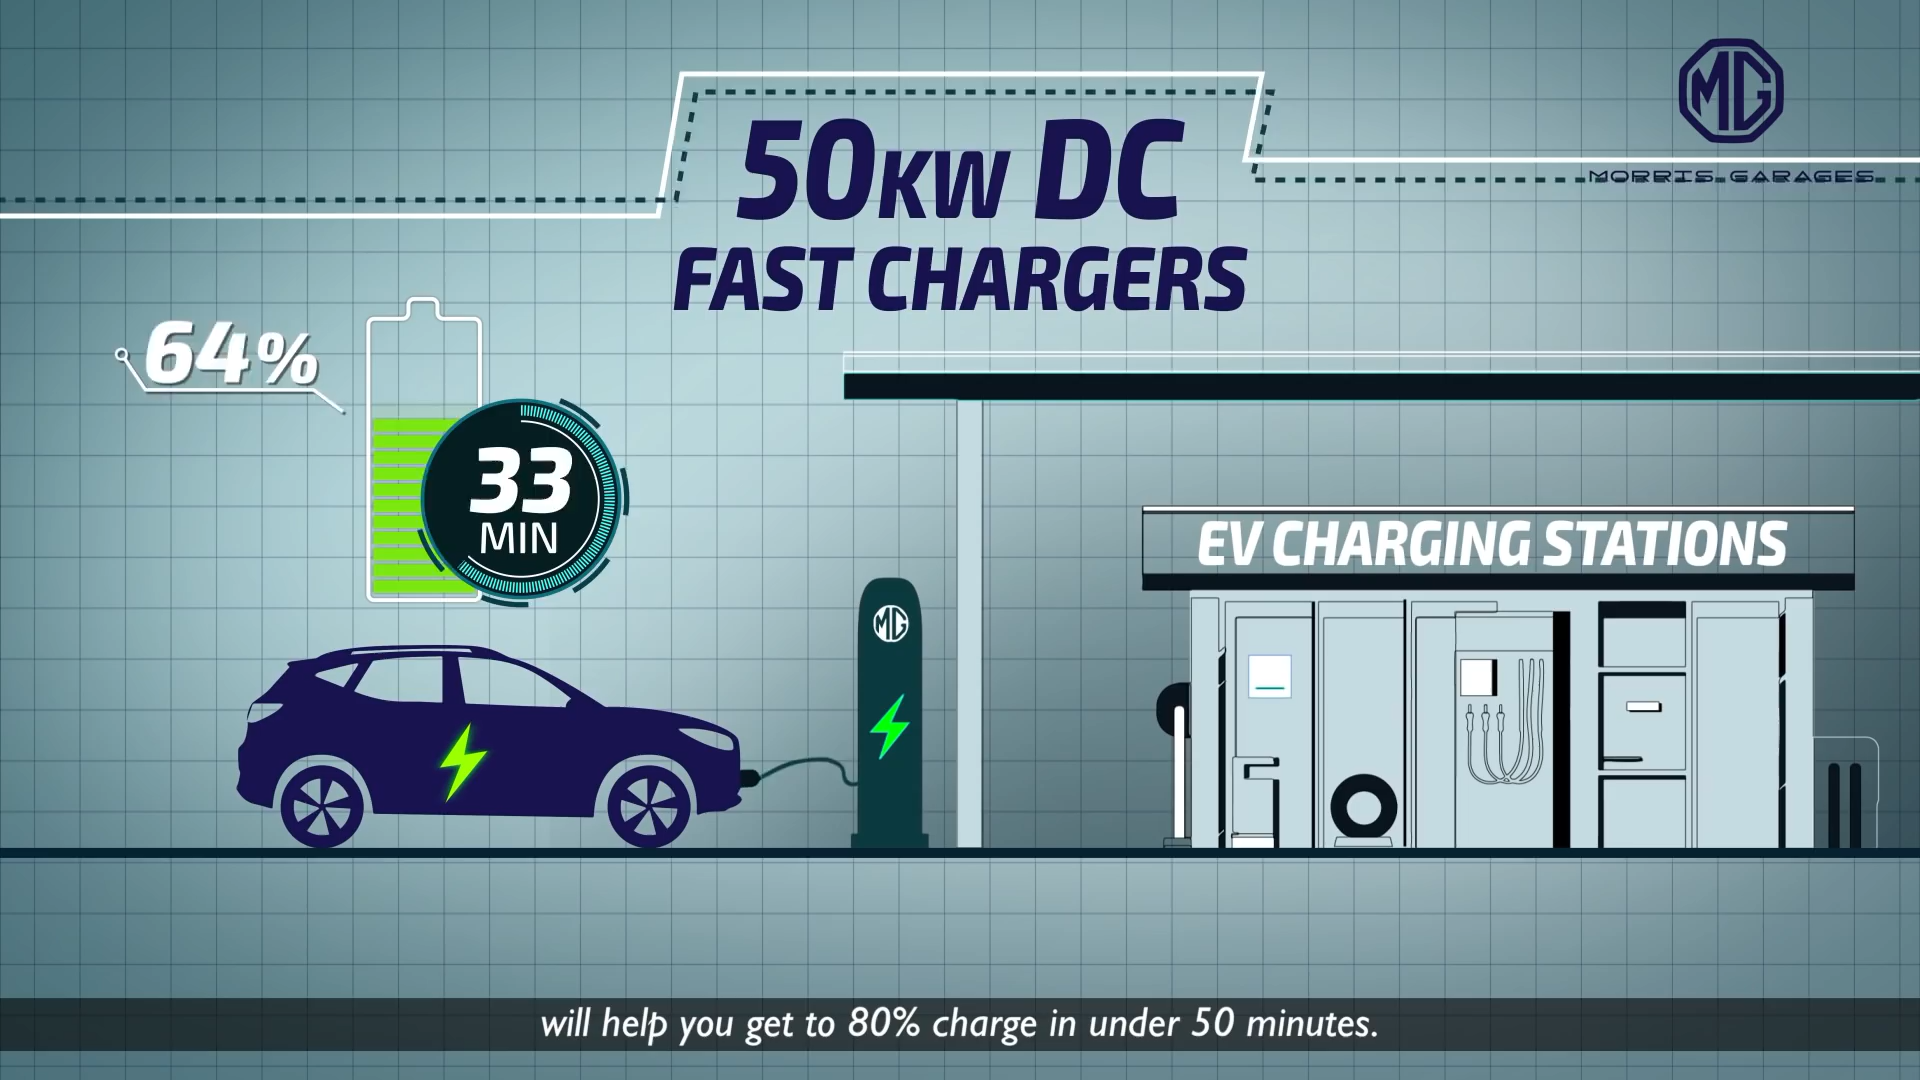 MG
MORRIS GARAGES
50KW DC
FAST CHARGERS
64%
33
MIN
EV CHARGING STATIONS
MG
will help you get to 80% charge in under 50 minutes.